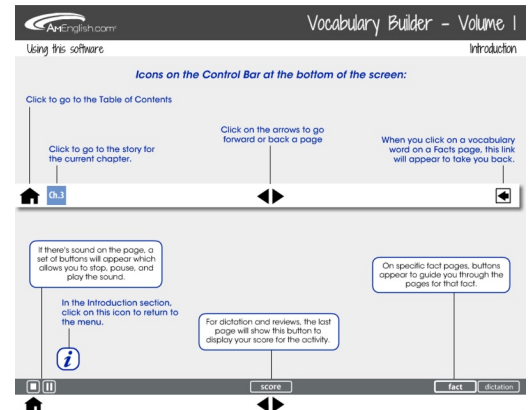 AMEnglish.com
Vocabulary Builder - Volume I
Using this software
Introduction
Icons on the Control Bar at the bottom of the screen:
Click to go to the Table of Contents
Click to go to the story for
the current chapter.
Click on the arrows to go
forward or back a page
When you click on a vocabulary
word on a Facts page, this link
will appear to take you back.
Ch.3
If there's sound on the page, a
set of buttons will appear which
allows you to stop, pause, and
play the sound.
In the Introduction section,
click on this icon to return to
the menu.
i
For dictation and reviews, the last
page will show this button to
display your score for the activity.
On specific fact pages, buttons
appear to guide you through the
pages for that fact.
score
fact
dictation